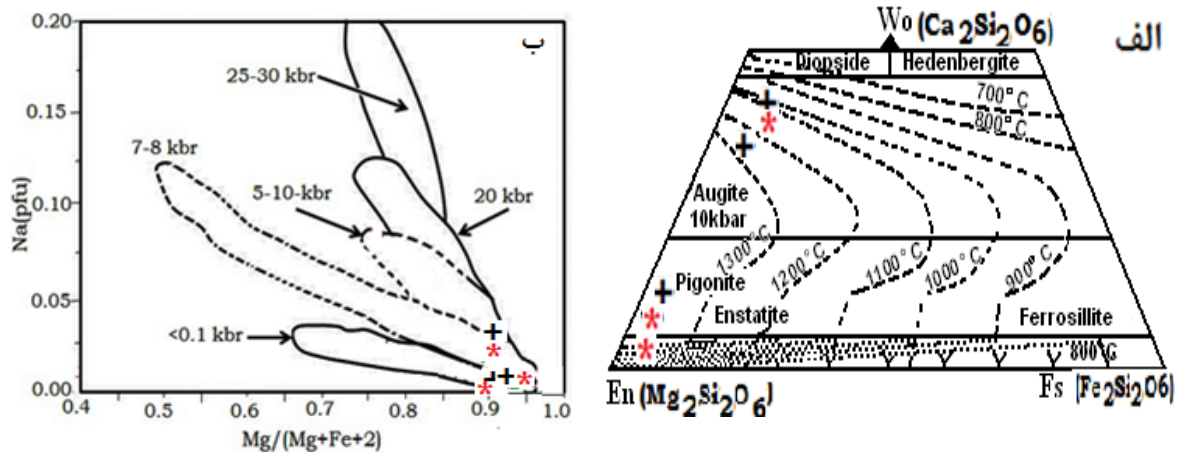 0.20
0.15
0.10
0.05
0.00
Na(pfu)
25-30 kbr
7-8 kbr
5-10-kbr
20 kbr
<0.1 kbr
ب
0.4
0.5
0.6
0.7
0.8
0.9
1.0
Mg/(Mg+Fe+2)
الف
Wo (Ca2Si2O6)
Diopside
Hedenbergite
700° C
800° C
Augite
10kbar
1300°C
1200° C
1100° C
1000° C
900° C
Pigonite
Enstatite
Ferrosillite
800 G
En (Mg2Si2O6)
Fs (Fe2Si2O6)